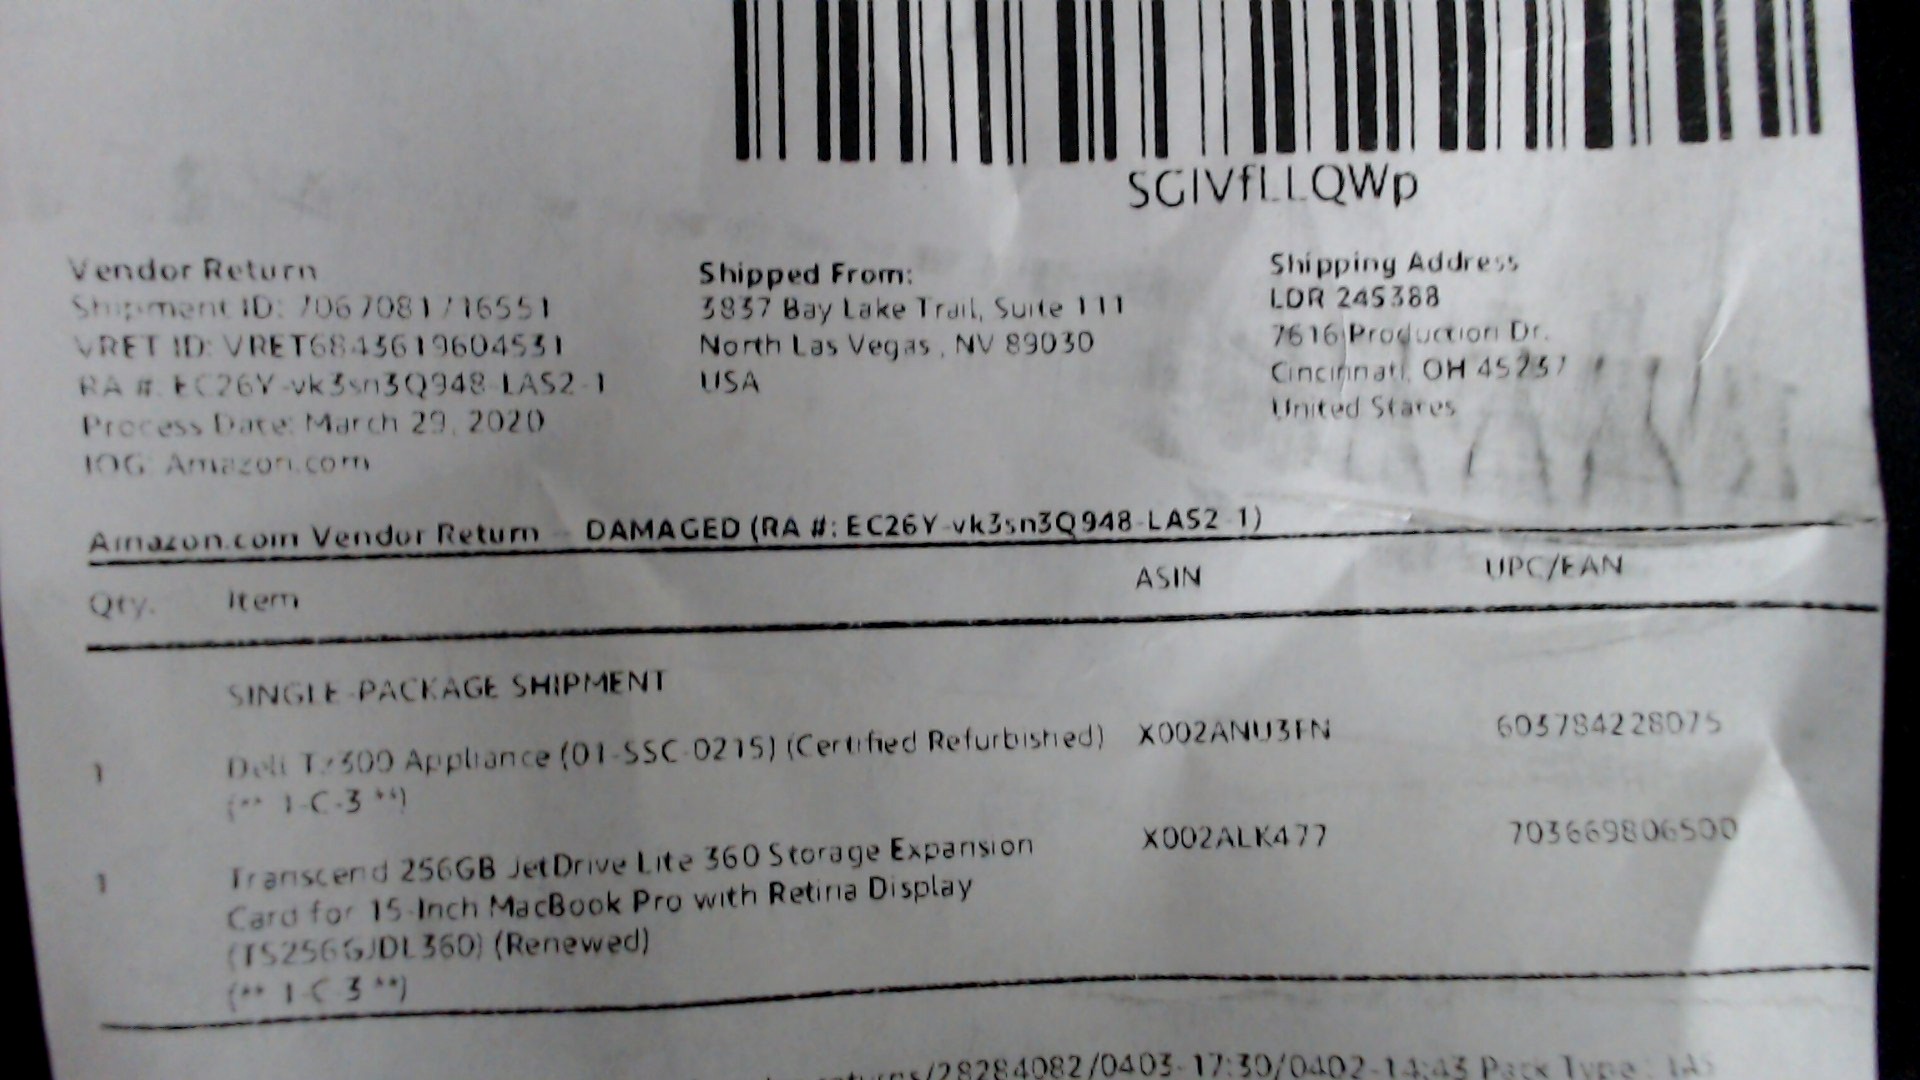 SGIVfLLQWp
Vendor Return
Shipment ID: 7067081716551
VRET ID: VRET6843619604531
RA #: EC26Y-vk3sn3Q948-LAS2-1
Process Date: March 29, 2020
IOG: Amazon.com
Shipped From:
3837 Bay Lake Trail, Suite 111
North Las Vegas, NV 89030
USA
Shipping Address
LDR 245388
7616 Production Dr.
Cincinnati, OH 45237
United States
Amazon.com Vendor Return - DAMAGED (RA #: EC26Y-vk3sn3Q948-LAS2-1)
Qty. Item ASIN UPC/EAN
SINGLE-PACKAGE SHIPMENT
1 Dell Tz300 Appliance (01-SSC-0215) (Certified Refurbished) X002ANU3FN 603784228075
(** 1-C-3 **)
1 Transcend 256GB JetDrive Lite 360 Storage Expansion X002ALK477 703669806500
Card for 15-Inch MacBook Pro with Retina Display
(TS256GJDL360) (Renewed)
(** 1-C-3 **)
/28284082/0403-17:30/0402-14:43 Pack Type :